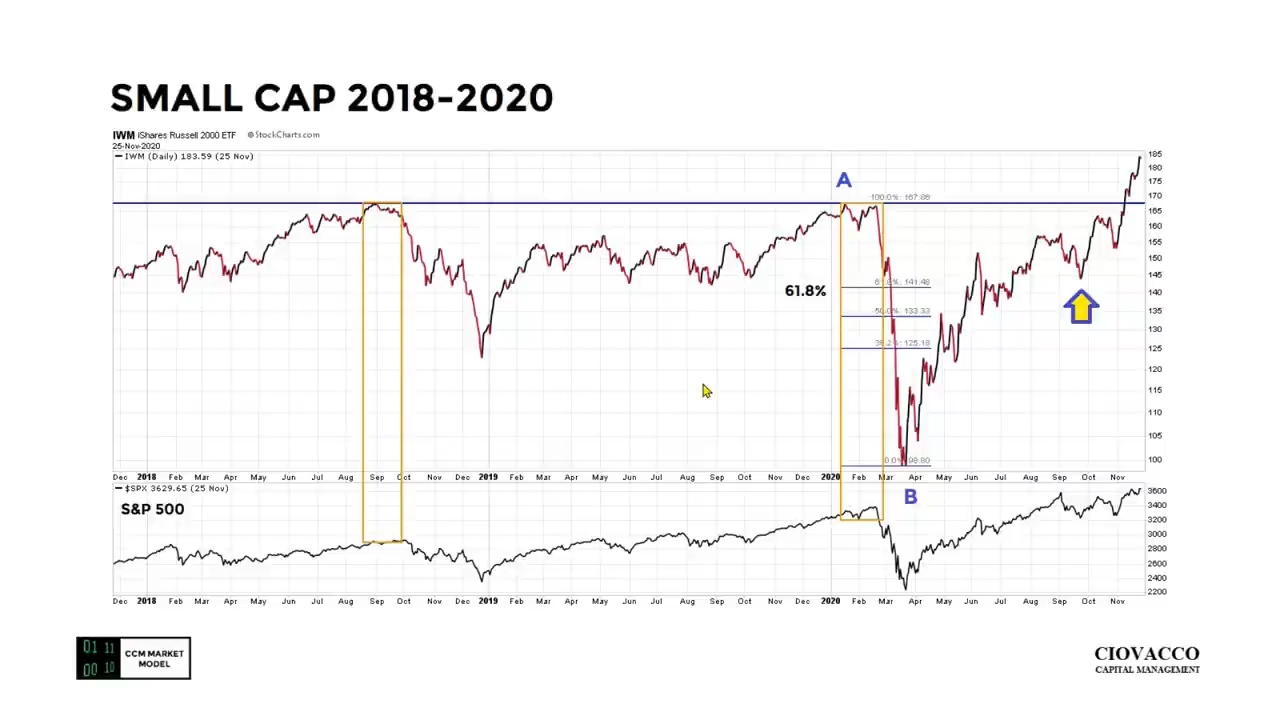 SMALL CAP 2018-2020
IWM iShares Russell 2000 ETF © StockCharts.com
25-Nov-2020
IWM (Daily) 183.59 (25 Nov)
A
100.0%: 167.86
61.8%
61.8%: 141.48
50.0%: 133.33
38.2%: 125.18
0.0%: 98.80
185
180
175
170
165
160
155
150
145
140
135
130
125
120
115
110
105
100
Dec 2018 Feb Mar Apr May Jun Jul Aug Sep Oct Nov Dec 2019 Feb Mar Apr May Jun Jul Aug Sep Oct Nov Dec 2020 Feb Mar Apr May Jun Jul Aug Sep Oct Nov
$SPX 3629.65 (25 Nov)
S&P 500
B
3600
3400
3200
3000
2800
2600
2400
2200
Dec 2018 Feb Mar Apr May Jun Jul Aug Sep Oct Nov Dec 2019 Feb Mar Apr May Jun Jul Aug Sep Oct Nov Dec 2020 Feb Mar Apr May Jun Jul Aug Sep Oct Nov
01 11
00 10
CCM MARKET
MODEL
CIOVACCO
CAPITAL MANAGEMENT